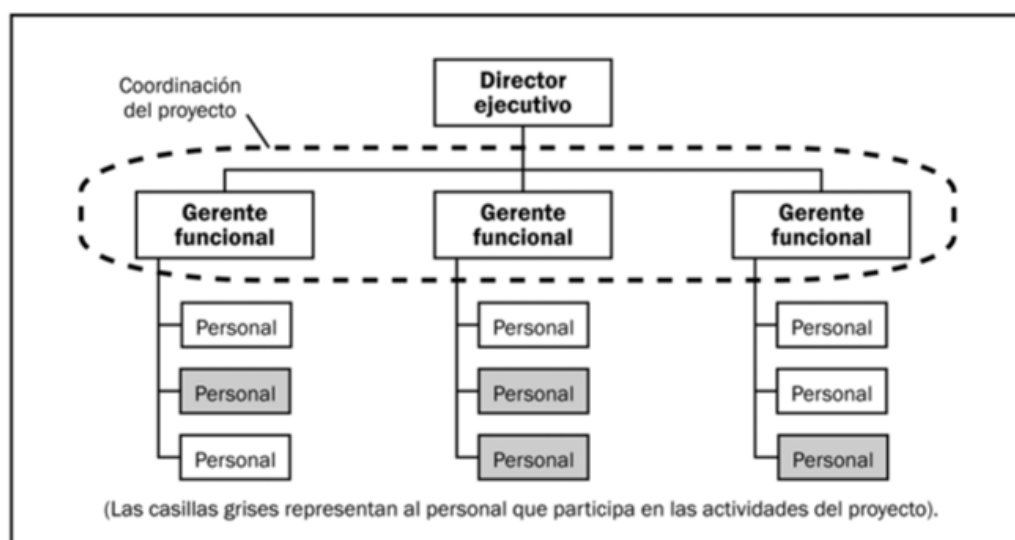 Coordinación
del proyecto
Director
ejecutivo
Gerente
funcional
Gerente
funcional
Gerente
funcional
Personal
Personal
Personal
Personal
Personal
Personal
Personal
Personal
Personal
(Las casillas grises representan al personal que participa en las actividades del proyecto).